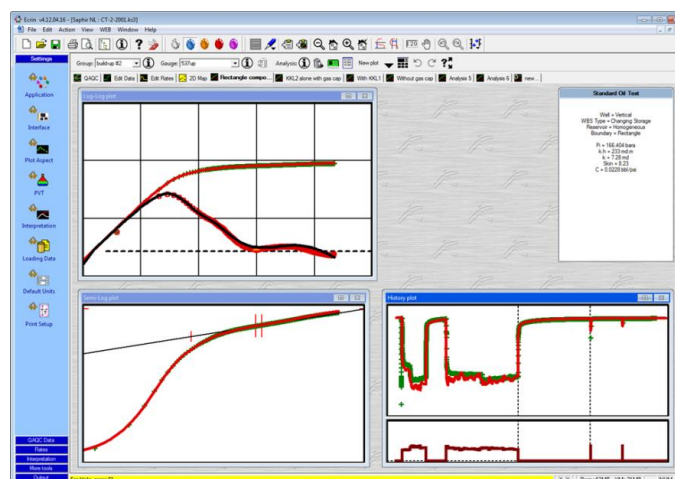 Ecrin v4.12.04.16 - [Saphir NL : CT-2-2001.ks3]
File Edit Action View WEB Window Help
Settings
Group: build-up #2 Gauge: 537up Analysis: New plot
QAQC Edit Data Edit Rates 2D Map Rectangle compo... KKL2 alone with gas cap With KKL1 Without gas cap Analysis 5 Analysis 6 new...
Application
Interface
Plot Aspect
PVT
Interpretation
Loading Data
Default Units
Print Setup
QAQC Data
Rates
Interpretation
More tools
Output
Log-Log plot
Standard Oil Test
Well = Vertical
WBS Type = Changing Storage
Reservoir = Homogeneous
Boundary = Rectangle
Pi = 166.404 bara
k.h = 233 md.m
k = 7.28 md
Skin = 8.23
C = 0.0228 bbl/psi
Semi-Log plot
History plot